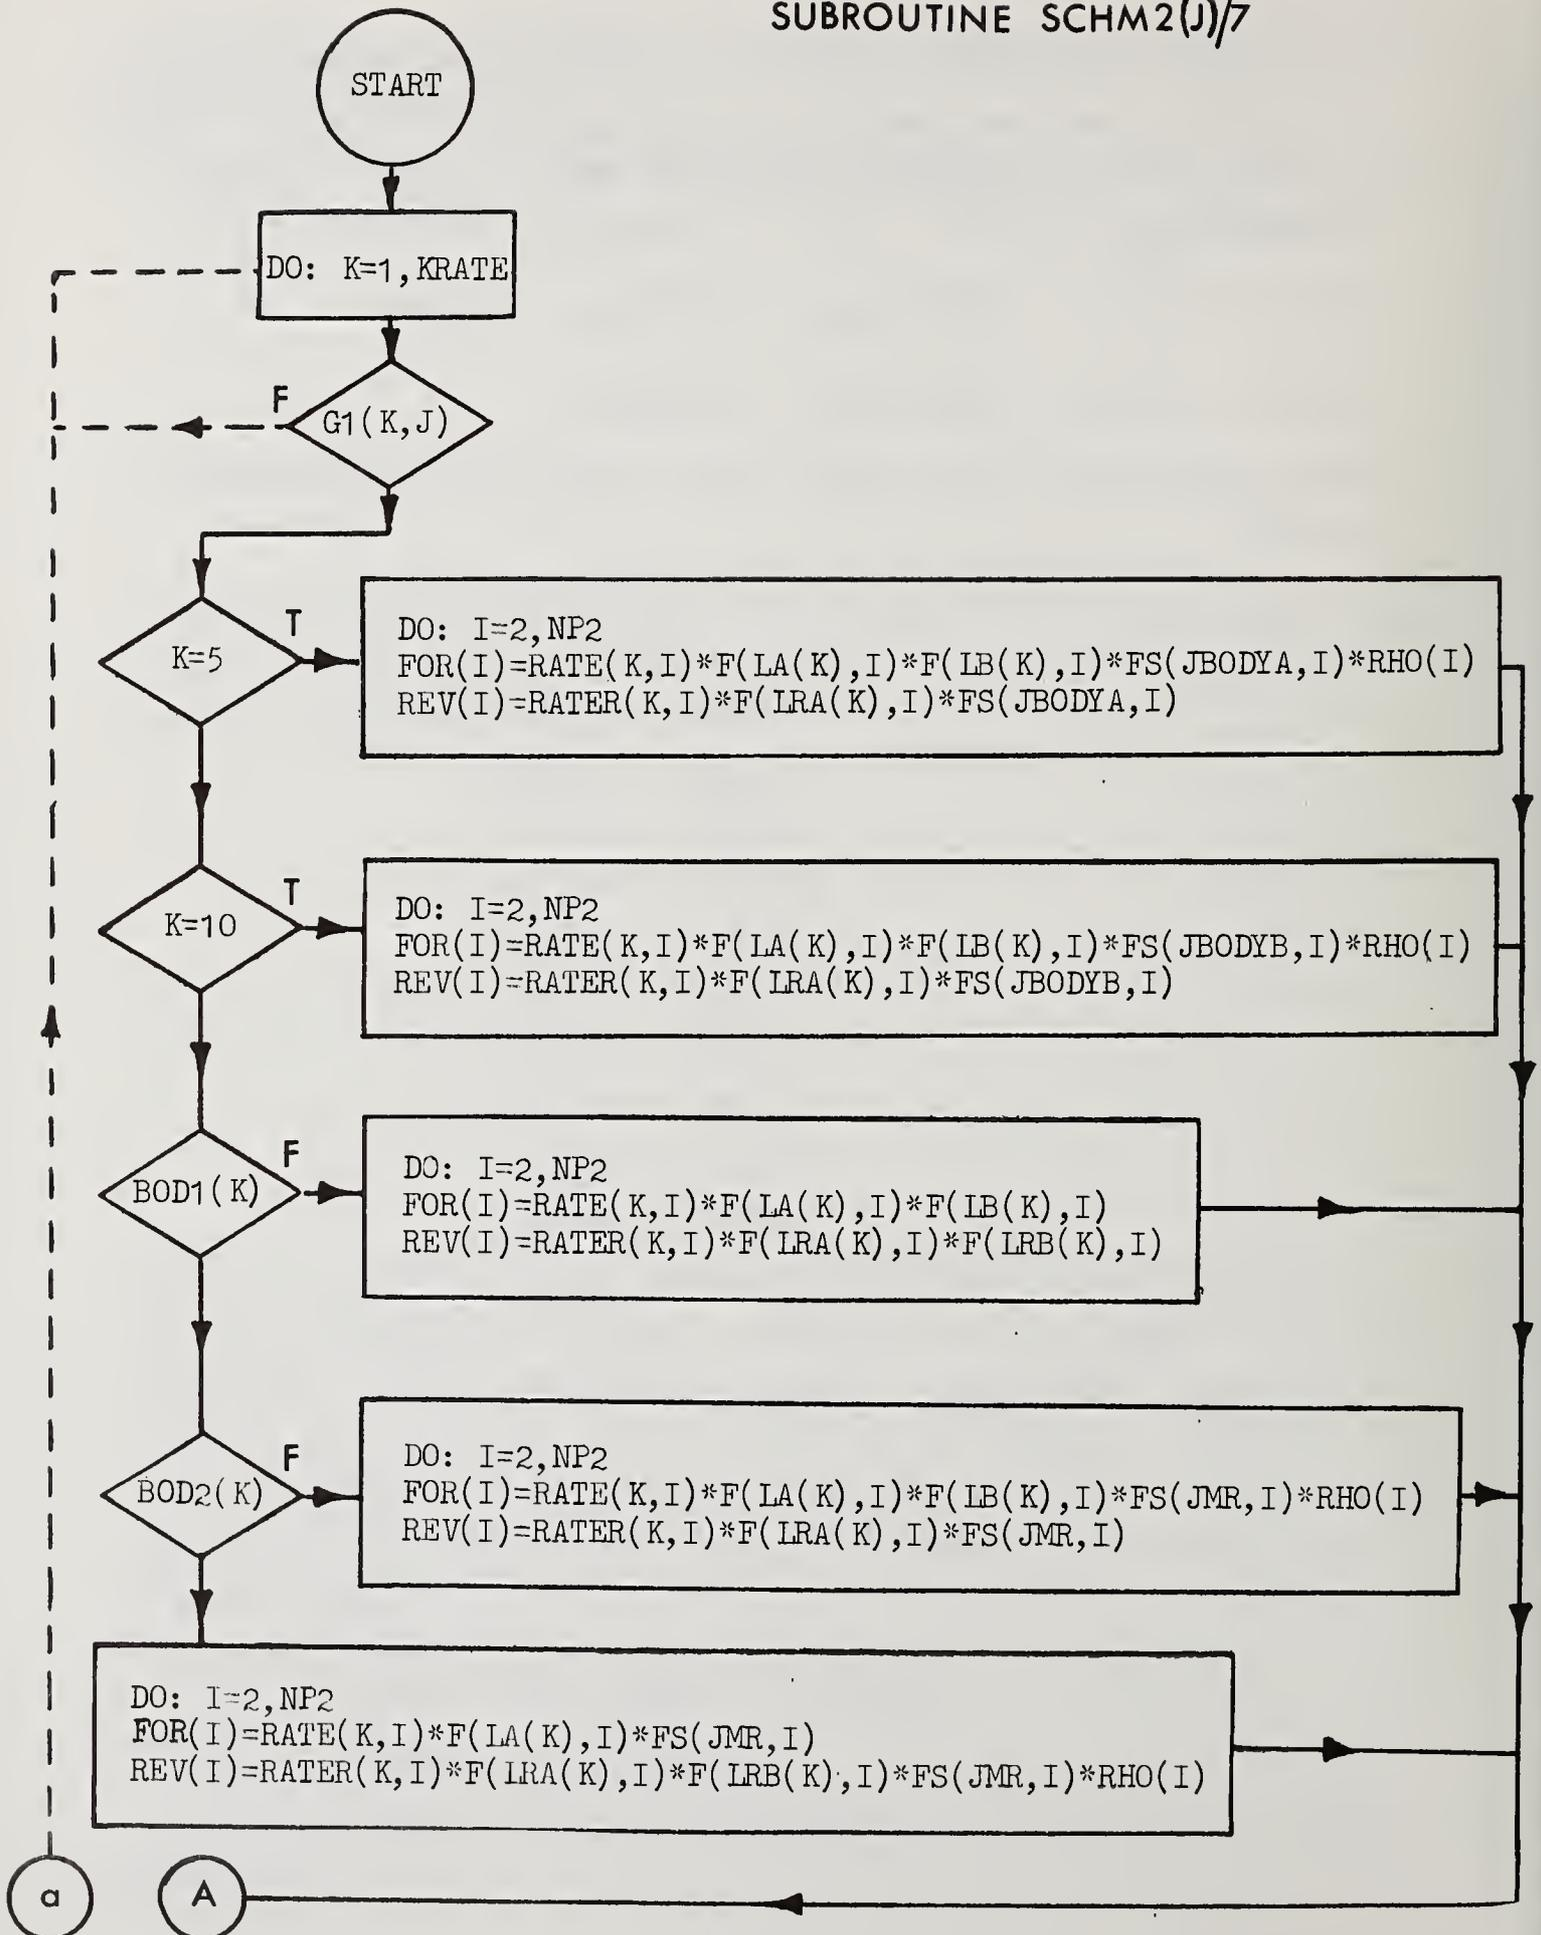 SUBROUTINE SCHM2(J)/7
START
DO: K=1,KRATE
F
G1(K,J)
T
K=5
DO: I=2,NP2
FOR(I)=RATE(K,I)*F(LA(K),I)*F(LB(K),I)*FS(JBODYA,I)*RHO(I)
REV(I)=RATER(K,I)*F(LRA(K),I)*FS(JBODYA,I)
T
K=10
DO: I=2,NP2
FOR(I)=RATE(K,I)*F(LA(K),I)*F(LB(K),I)*FS(JBODYB,I)*RHO(I)
REV(I)=RATER(K,I)*F(LRA(K),I)*FS(JBODYB,I)
F
BOD1(K)
DO: I=2,NP2
FOR(I)=RATE(K,I)*F(LA(K),I)*F(LB(K),I)
REV(I)=RATER(K,I)*F(LRA(K),I)*F(LRB(K),I)
F
BOD2(K)
DO: I=2,NP2
FOR(I)=RATE(K,I)*F(LA(K),I)*F(LB(K),I)*FS(JMR,I)*RHO(I)
REV(I)=RATER(K,I)*F(LRA(K),I)*FS(JMR,I)
DO: I=2,NP2
FOR(I)=RATE(K,I)*F(LA(K),I)*FS(JMR,I)
REV(I)=RATER(K,I)*F(LRA(K),I)*F(LRB(K),I)*FS(JMR,I)*RHO(I)
a
A